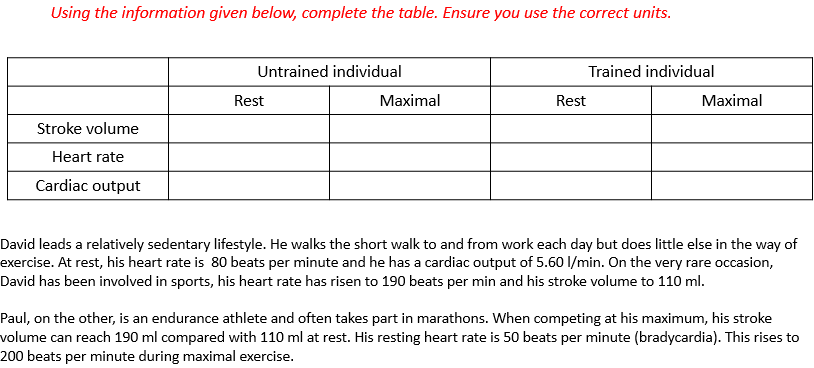 Using the information given below, complete the table. Ensure you use the correct units.
Untrained individual Trained individual
Rest Maximal Rest Maximal
Stroke volume
Heart rate
Cardiac output
David leads a relatively sedentary lifestyle. He walks the short walk to and from work each day but does little else in the way of
exercise. At rest, his heart rate is 80 beats per minute and he has a cardiac output of 5.60 l/min. On the very rare occasion,
David has been involved in sports, his heart rate has risen to 190 beats per min and his stroke volume to 110 ml.
Paul, on the other, is an endurance athlete and often takes part in marathons. When competing at his maximum, his stroke
volume can reach 190 ml compared with 110 ml at rest. His resting heart rate is 50 beats per minute (bradycardia). This rises to
200 beats per minute during maximal exercise.